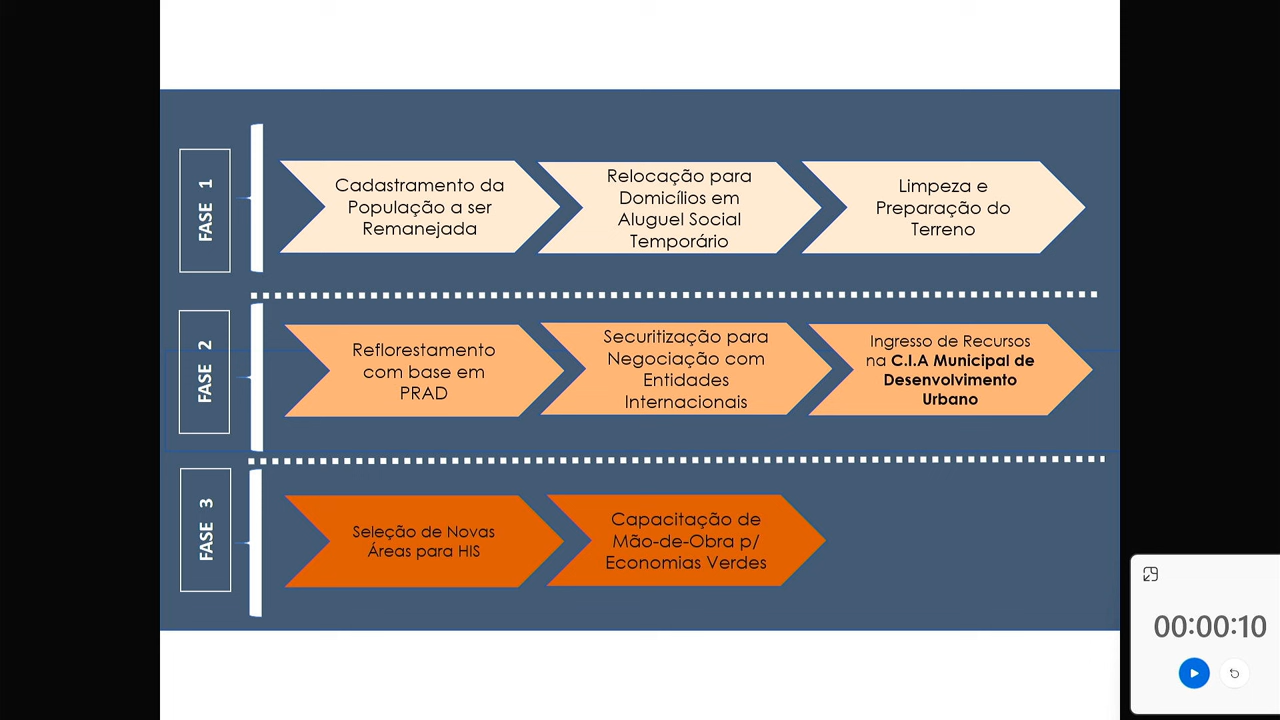 FASE 1
Cadastramento da
População a ser
Remanejada
Relocação para
Domicílios em
Aluguel Social
Temporário
Limpeza e
Preparação do
Terreno
FASE 2
Reflorestamento
com base em
PRAD
Securitização para
Negociação com
Entidades
Internacionais
Ingresso de Recursos
na C.I.A Municipal de
Desenvolvimento
Urbano
FASE 3
Seleção de Novas
Áreas para HIS
Capacitação de
Mão-de-Obra p/
Economias Verdes
00:00:10